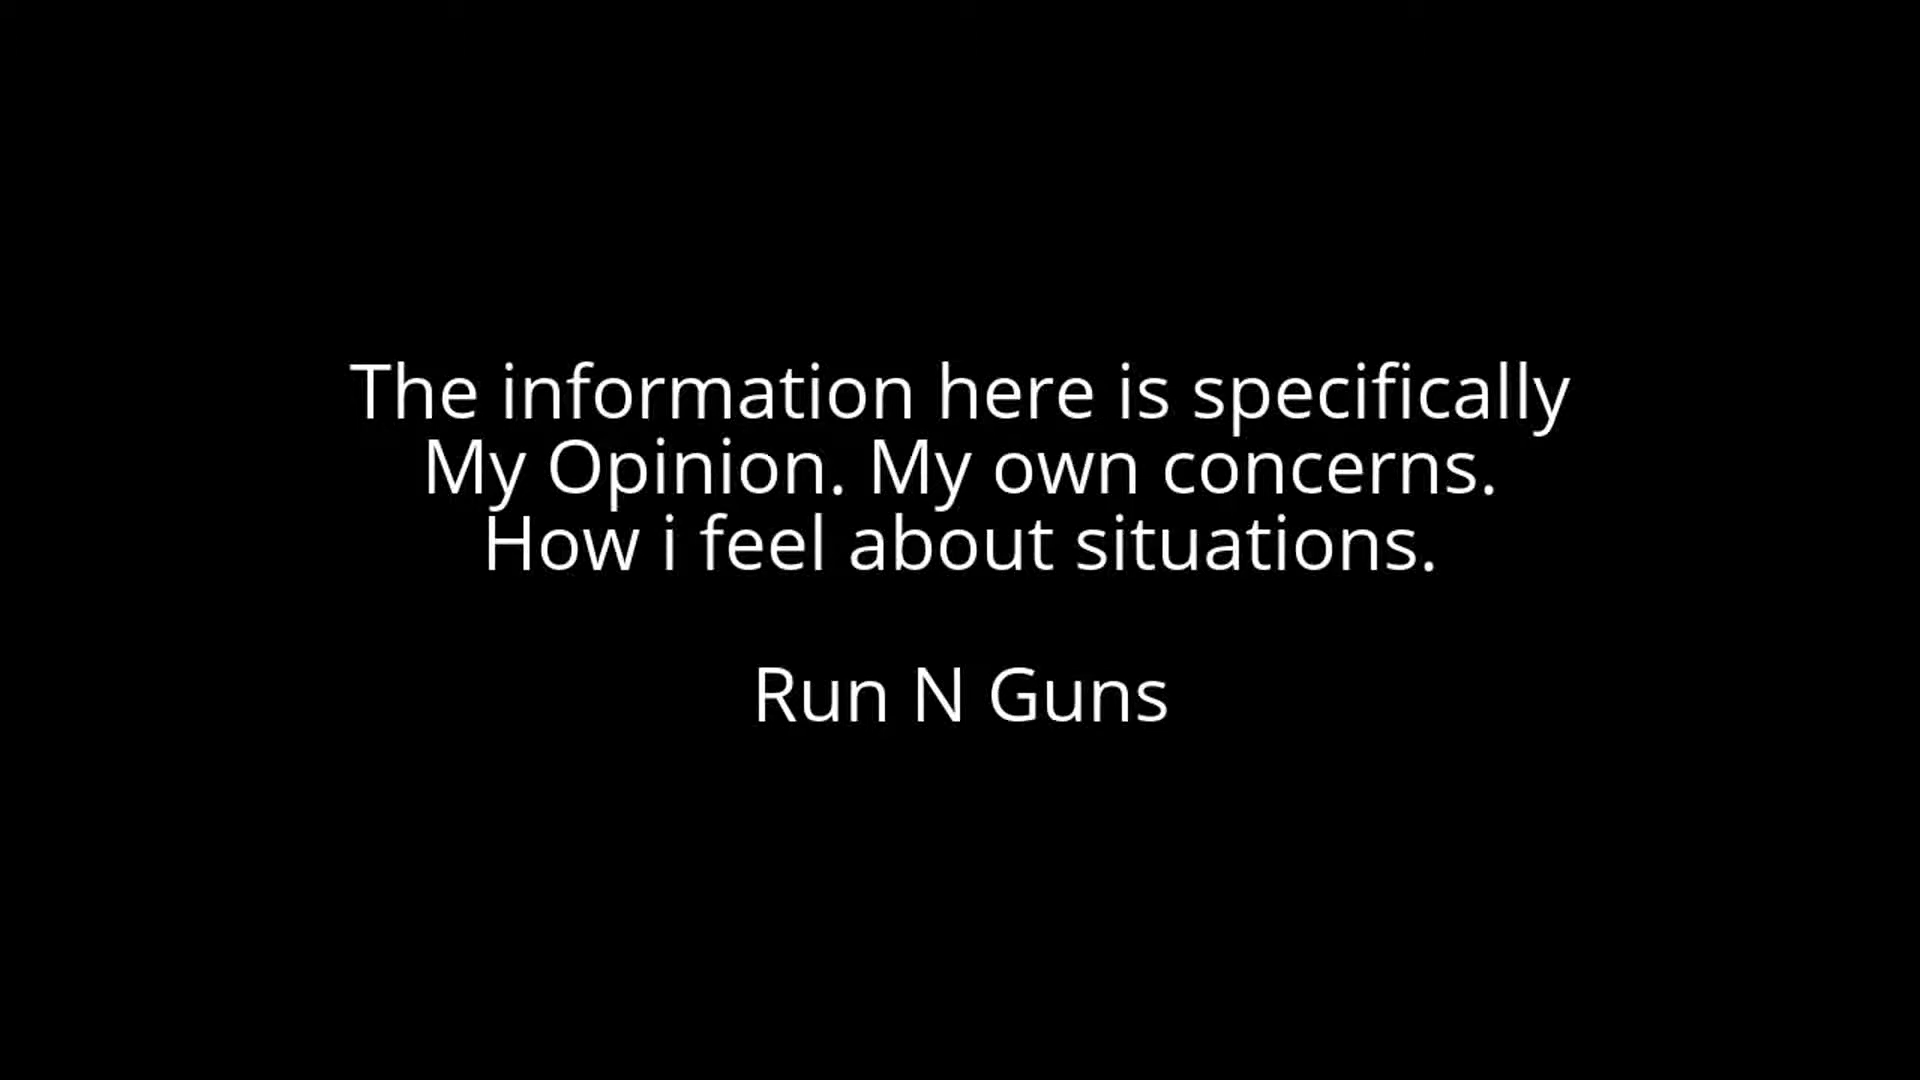 The information here is specifically
My Opinion. My own concerns.
How i feel about situations.
Run N Guns